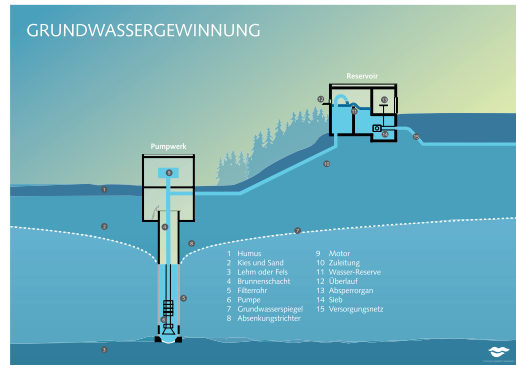 GRUNDWASSERGEWINNUNG
Reservoir
Pumpwerk
1 Humus
2 Kies und Sand
3 Lehm oder Fels
4 Brunnenschacht
5 Filterrohr
6 Pumpe
7 Grundwasserspiegel
8 Absenkungstrichter
9 Motor
10 Zuleitung
11 Wasser-Reserve
12 Überlauf
13 Absperrorgan
14 Sieb
15 Versorgungsnetz